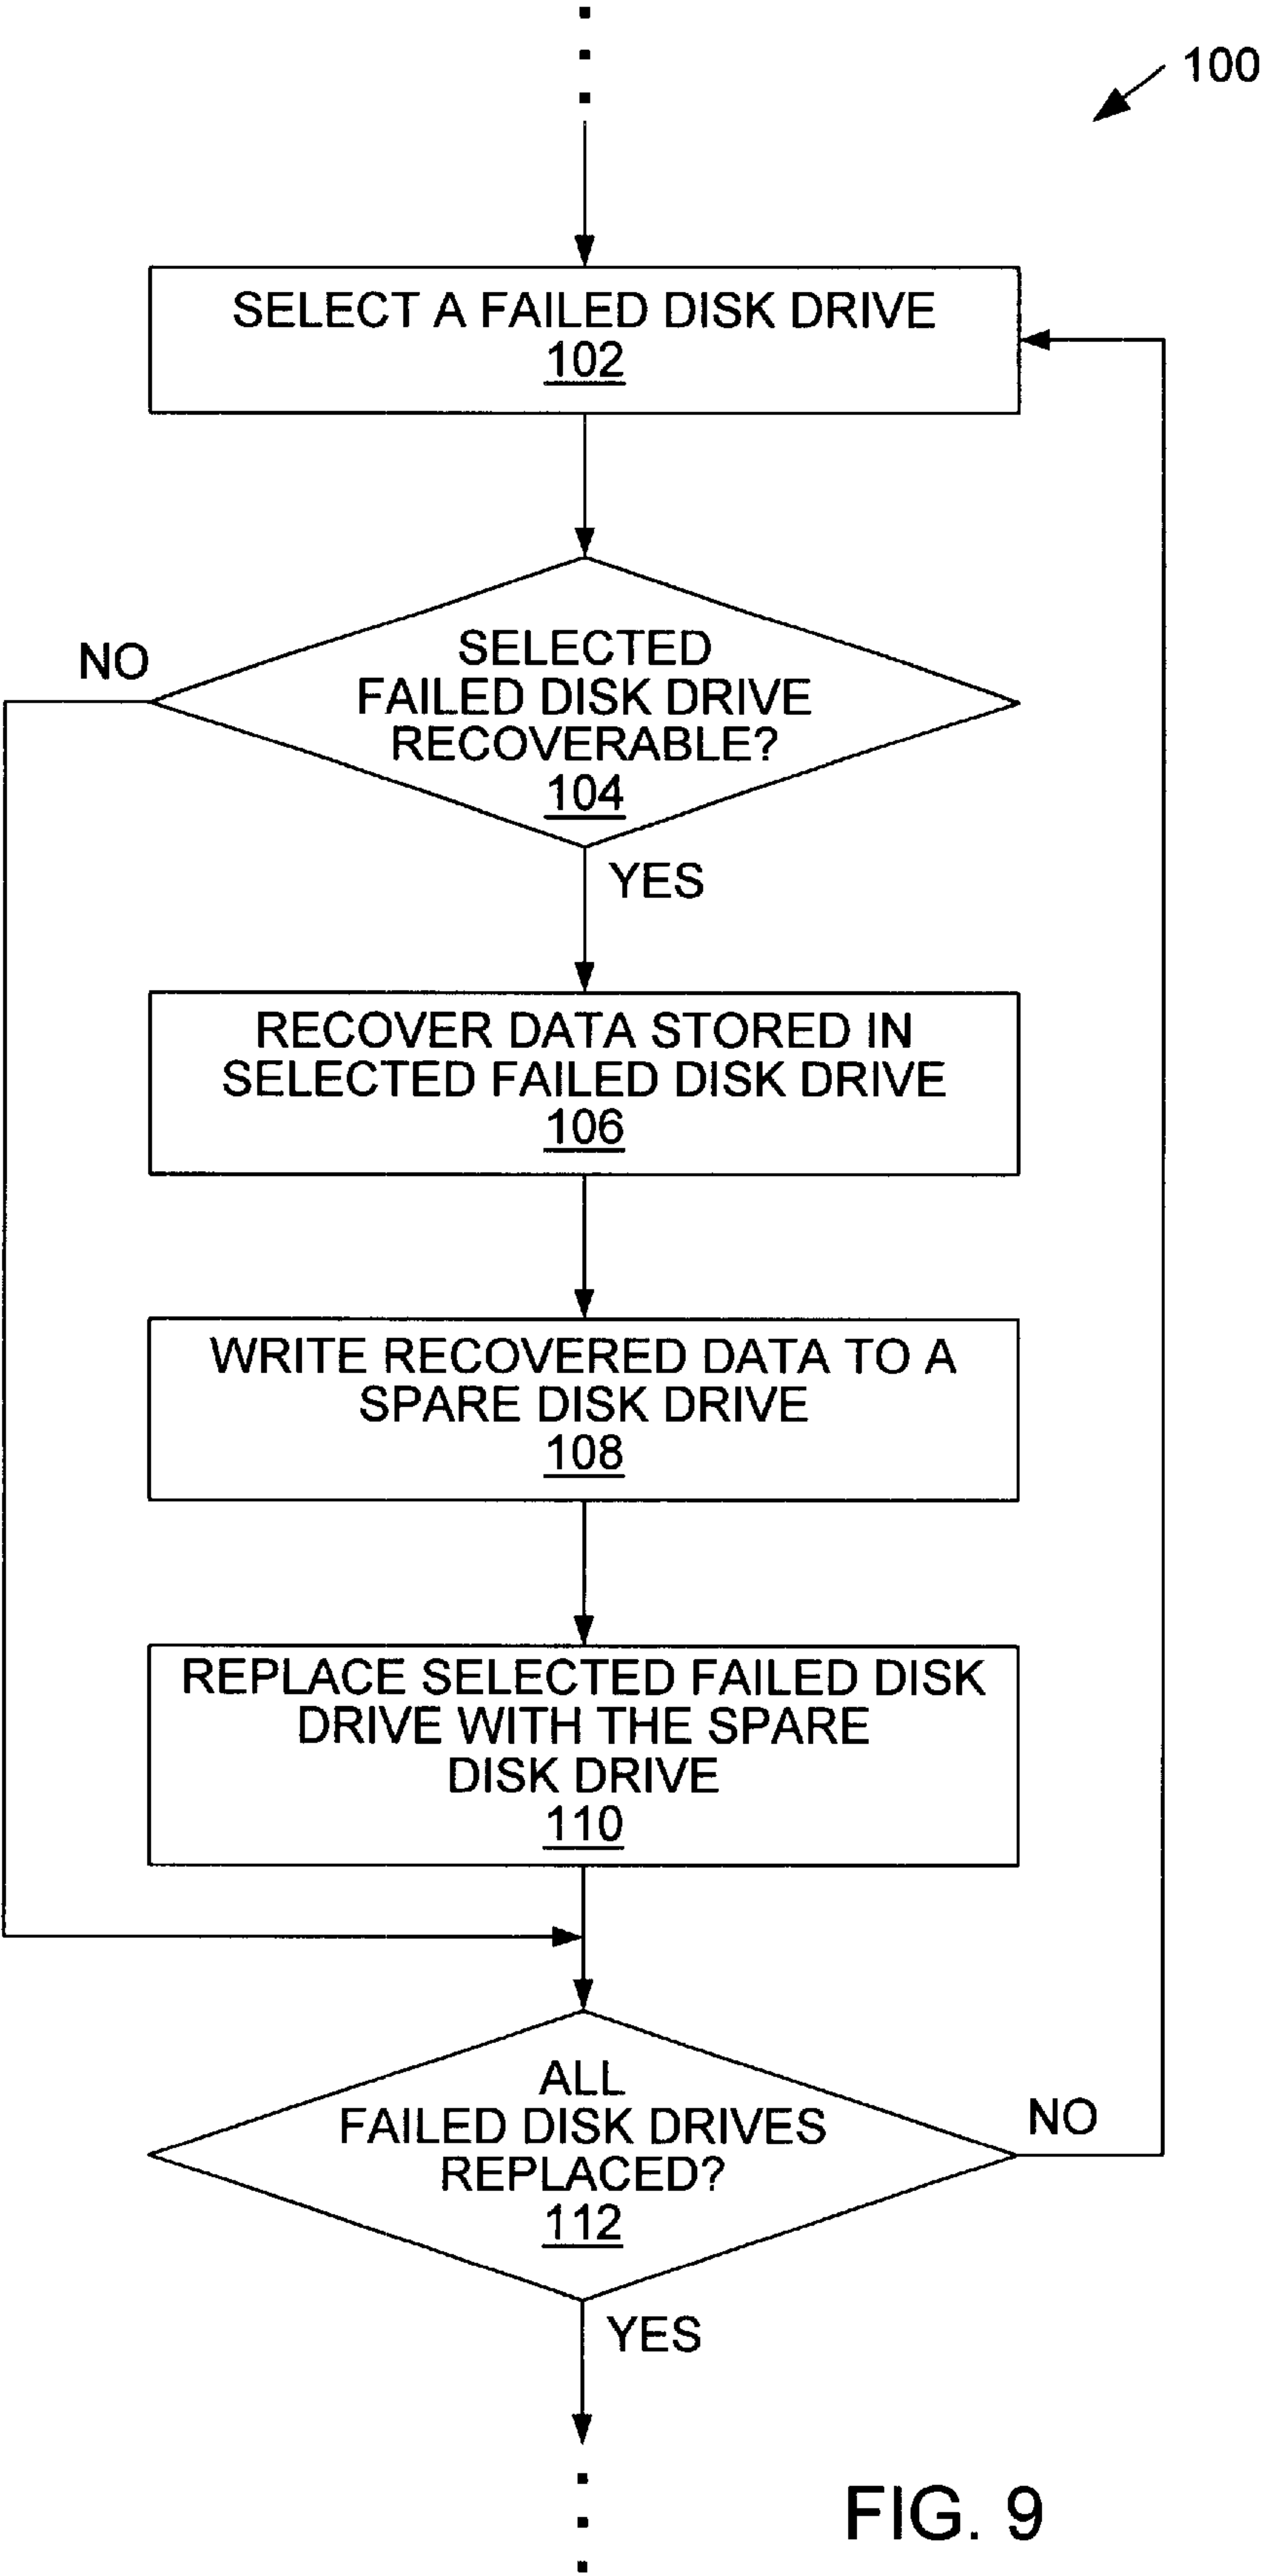 100
SELECT A FAILED DISK DRIVE
102
NO
SELECTED
FAILED DISK DRIVE
RECOVERABLE?
104
YES
RECOVER DATA STORED IN
SELECTED FAILED DISK DRIVE
106
WRITE RECOVERED DATA TO A
SPARE DISK DRIVE
108
REPLACE SELECTED FAILED DISK
DRIVE WITH THE SPARE
DISK DRIVE
110
ALL
FAILED DISK DRIVES
REPLACED?
112
NO
YES
FIG. 9